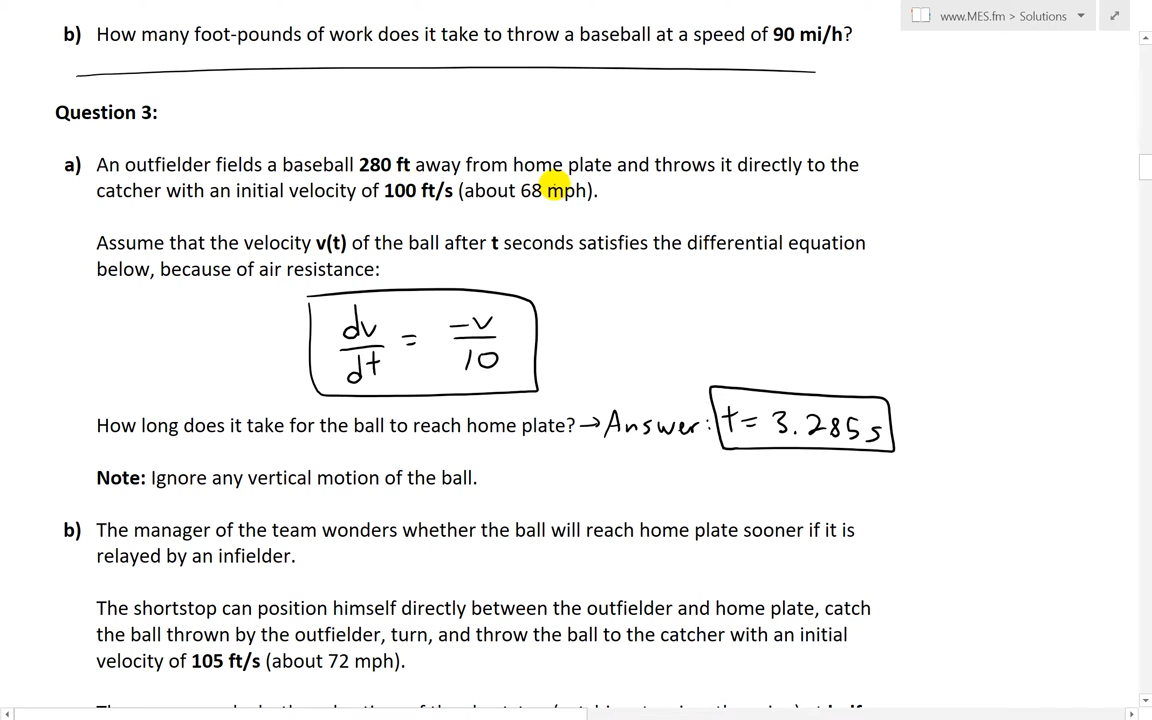 www.MES.fm > Solutions
b) How many foot-pounds of work does it take to throw a baseball at a speed of 90 mi/h?
Question 3:
a) An outfielder fields a baseball 280 ft away from home plate and throws it directly to the
catcher with an initial velocity of 100 ft/s (about 68 mph).
Assume that the velocity v(t) of the ball after t seconds satisfies the differential equation
below, because of air resistance:
dv/dt = -v/10
How long does it take for the ball to reach home plate? → Answer: t = 3.285 s
Note: Ignore any vertical motion of the ball.
b) The manager of the team wonders whether the ball will reach home plate sooner if it is
relayed by an infielder.
The shortstop can position himself directly between the outfielder and home plate, catch
the ball thrown by the outfielder, turn, and throw the ball to the catcher with an initial
velocity of 105 ft/s (about 72 mph).